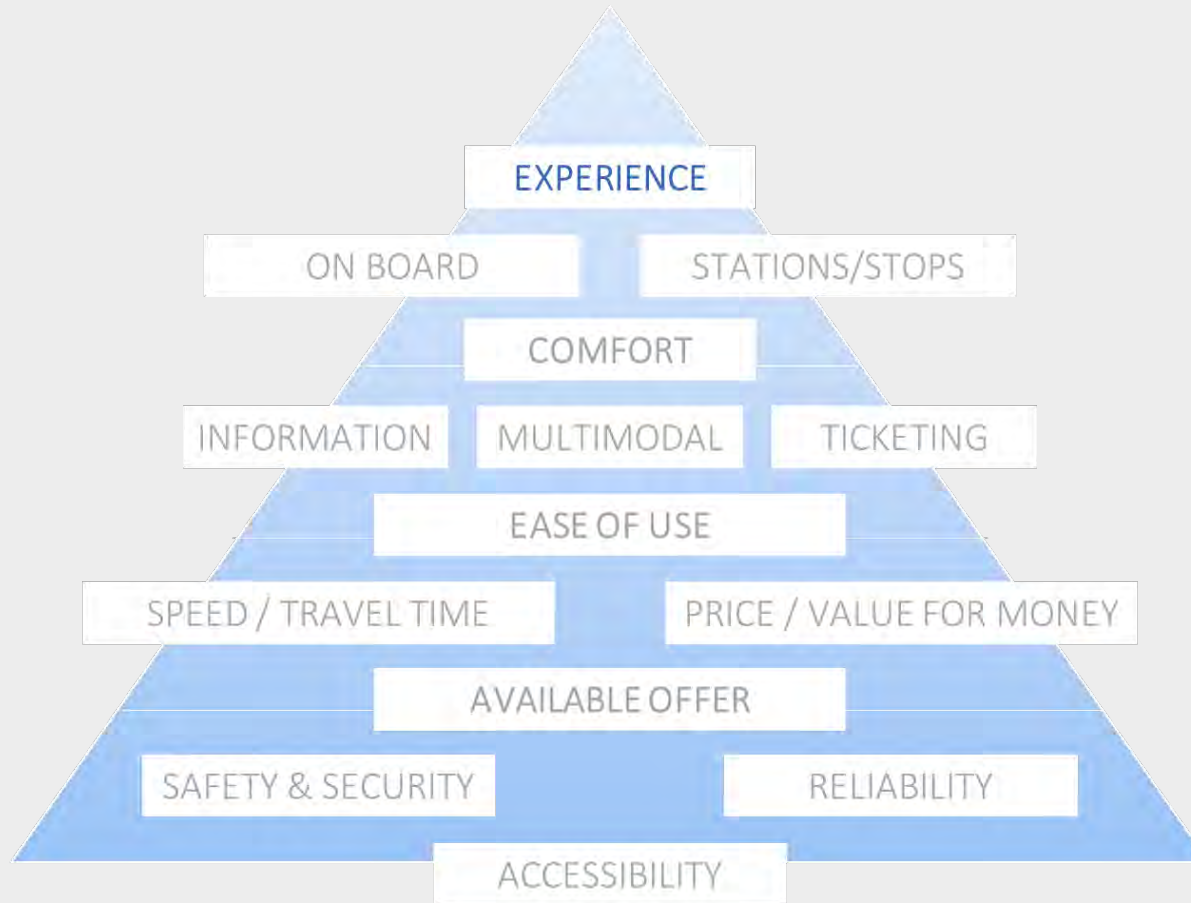 EXPERIENCE
ON BOARD
STATIONS/STOPS
COMFORT
INFORMATION
MULTIMODAL
TICKETING
EASE OF USE
SPEED / TRAVEL TIME
PRICE / VALUE FOR MONEY
AVAILABLE OFFER
SAFETY & SECURITY
RELIABILITY
ACCESSIBILITY